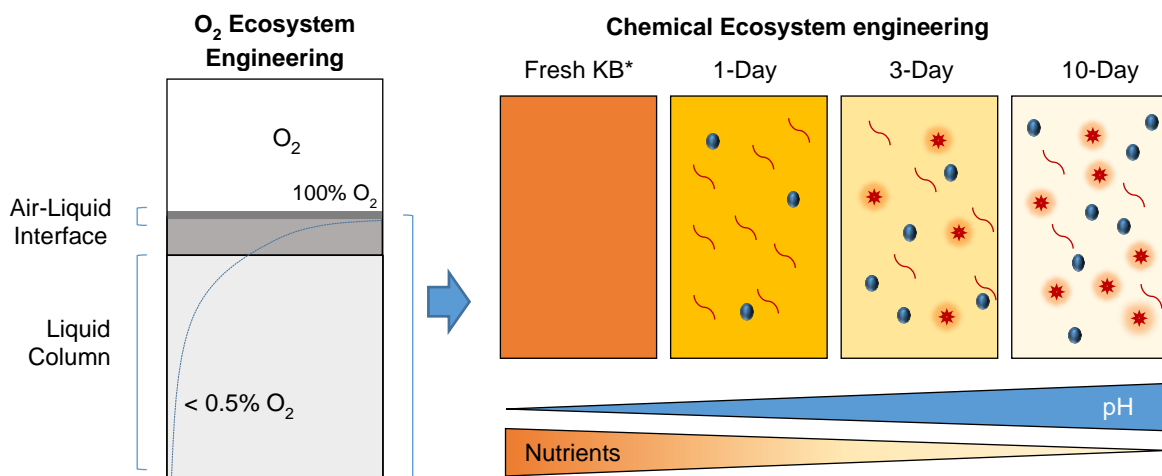 O₂ Ecosystem
Engineering
O₂
100% O₂
Air-Liquid
Interface
Liquid
Column
< 0.5% O₂
Chemical Ecosystem engineering
Fresh KB*
1-Day
3-Day
10-Day
pH
Nutrients